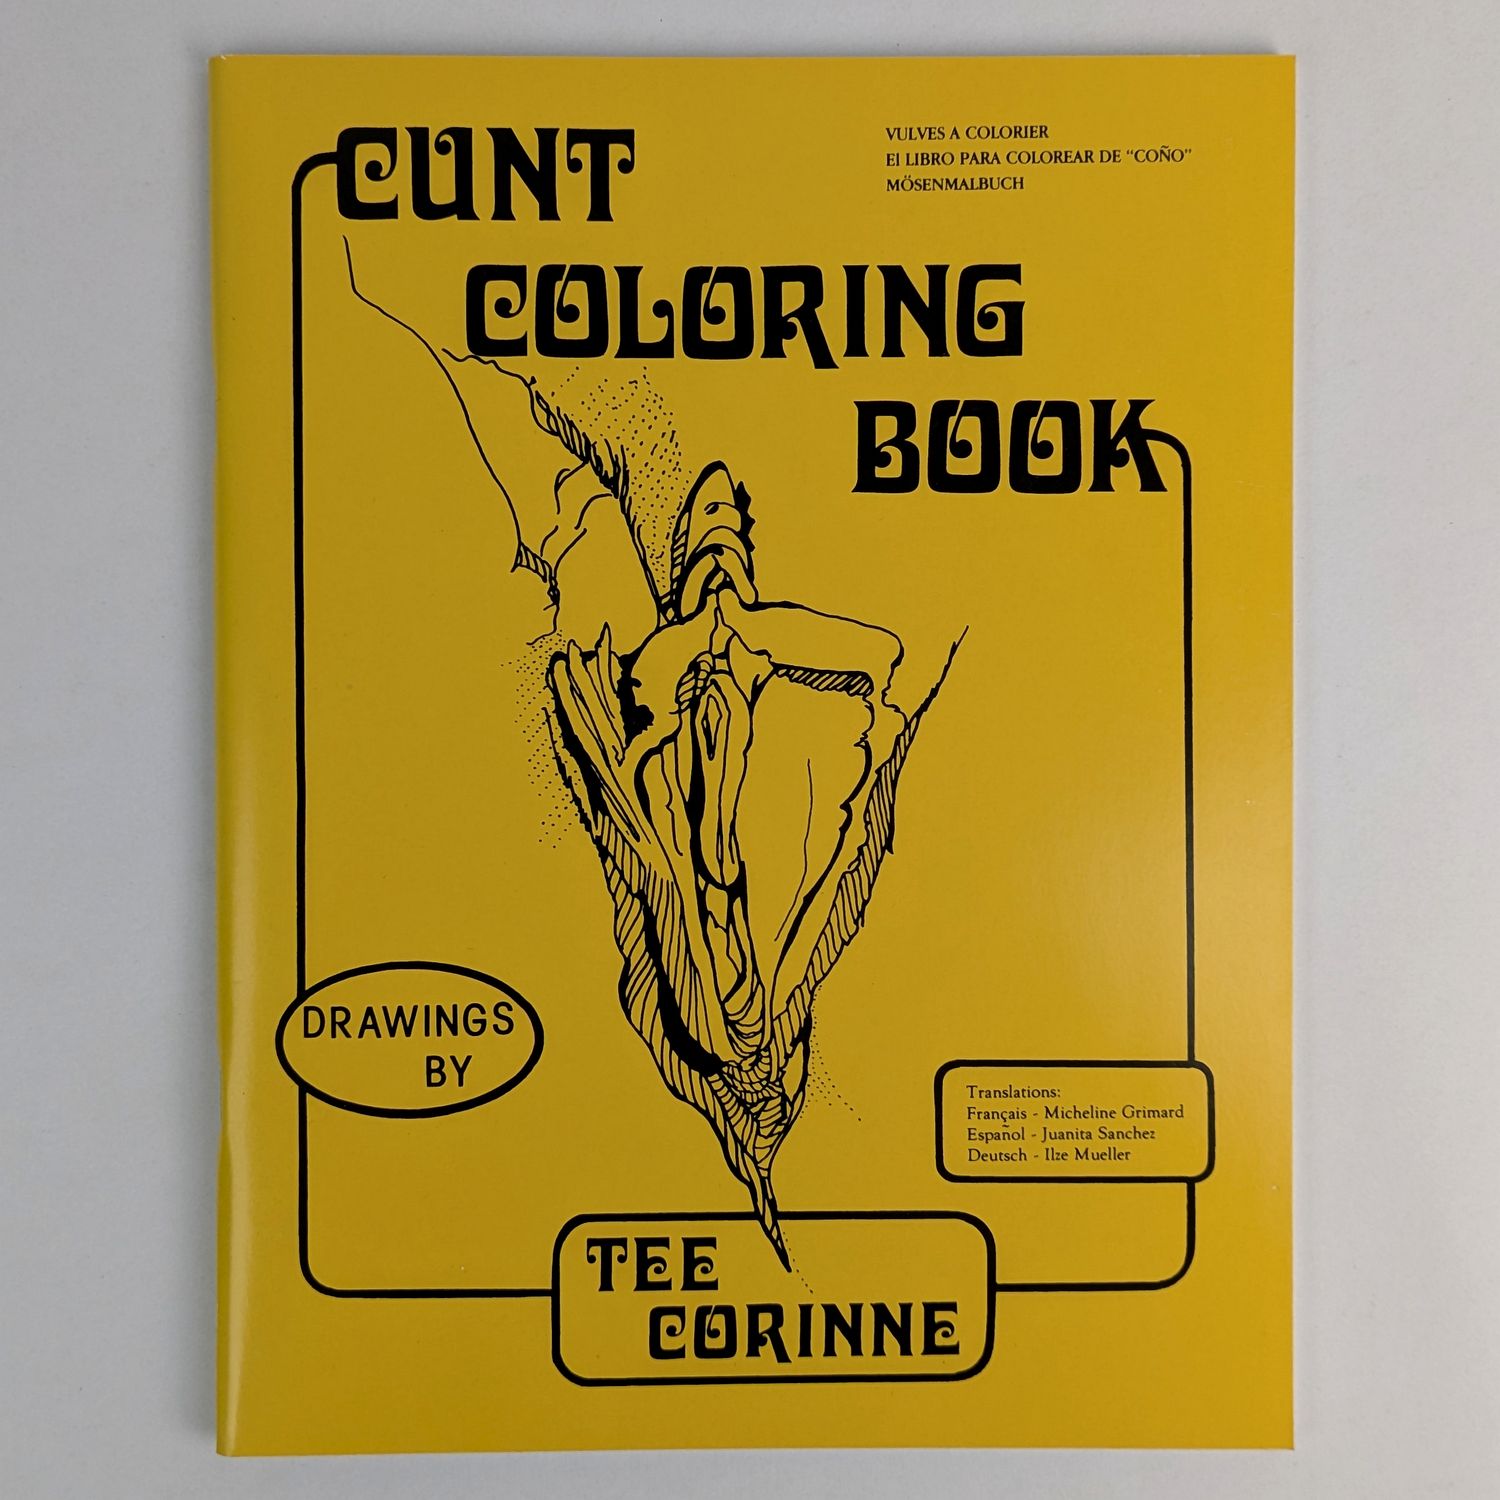 CUNT
COLORING
BOOK
VULVES A COLORIER
El LIBRO PARA COLOREAR DE “COÑO”
MÖSENMALBUCH
DRAWINGS
BY
Translations:
Français - Micheline Grimard
Español - Juanita Sanchez
Deutsch - Ilze Mueller
TEE
CORINNE